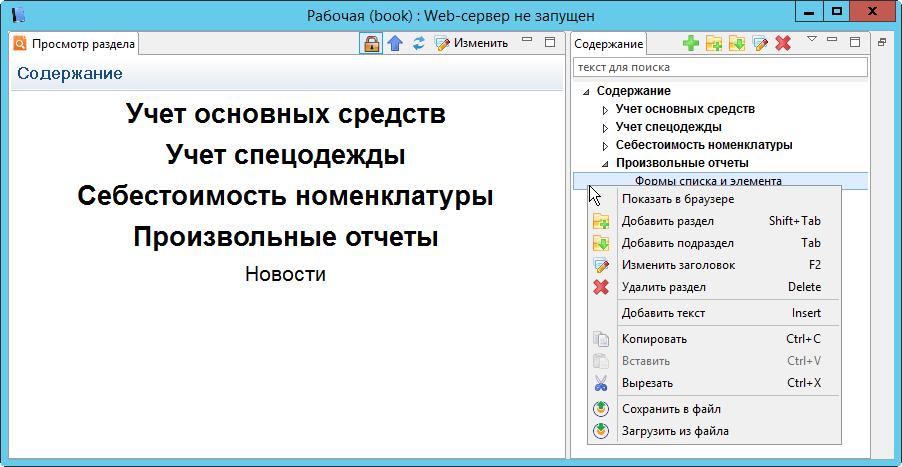 Рабочая (book) : Web-сервер не запущен
Просмотр раздела
Изменить
Содержание
Учет основных средств
Учет спецодежды
Себестоимость номенклатуры
Произвольные отчеты
Новости
Содержание
текст для поиска
Содержание
Учет основных средств
Учет спецодежды
Себестоимость номенклатуры
Произвольные отчеты
Формы списка и элемента
Показать в браузере
Добавить раздел Shift+Tab
Добавить подраздел Tab
Изменить заголовок F2
Удалить раздел Delete
Добавить текст Insert
Копировать Ctrl+C
Вставить Ctrl+V
Вырезать Ctrl+X
Сохранить в файл
Загрузить из файла